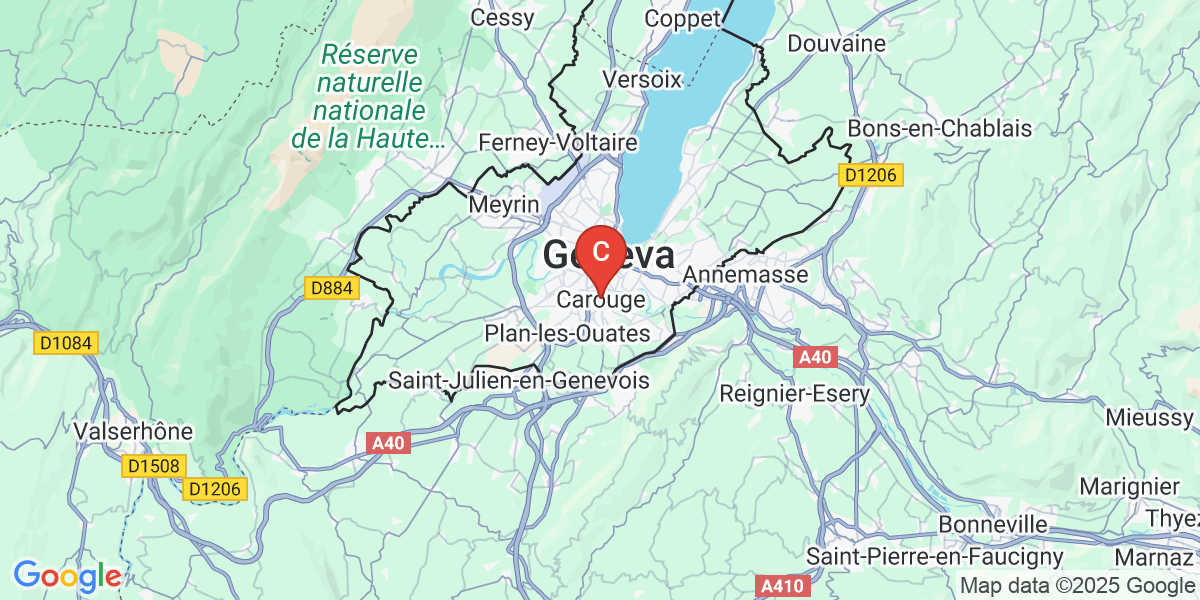 Cessy
Coppet
Douvaine
Réserve
naturelle
nationale
de la Haute...
Versoix
Bons-en-Chablais
Ferney-Voltaire
D1206
Meyrin
C
Annemasse
D884
Carouge
Plan-les-Ouates
D1084
A40
Saint-Julien-en-Genevois
Reignier-Esery
Mieussy
Valserhône
A40
D1508
D1206
Marignier
Bonneville
Thyez
Saint-Pierre-en-Faucigny
Marnaz
Google
A410
Map data ©2025 Google